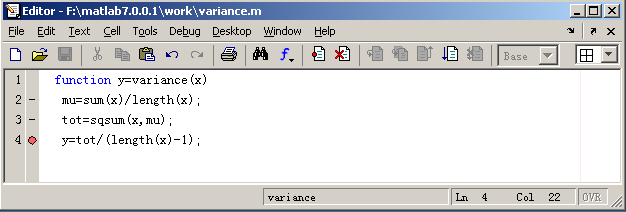 Editor - F:\matlab7.0.0.1\work\variance.m
File Edit Text Cell Tools Debug Desktop Window Help
Base
1 function y=variance(x)
2 - mu=sum(x)/length(x);
3 - tot=sqsum(x,mu);
4 y=tot/(length(x)-1);
variance Ln 4 Col 22 OVR